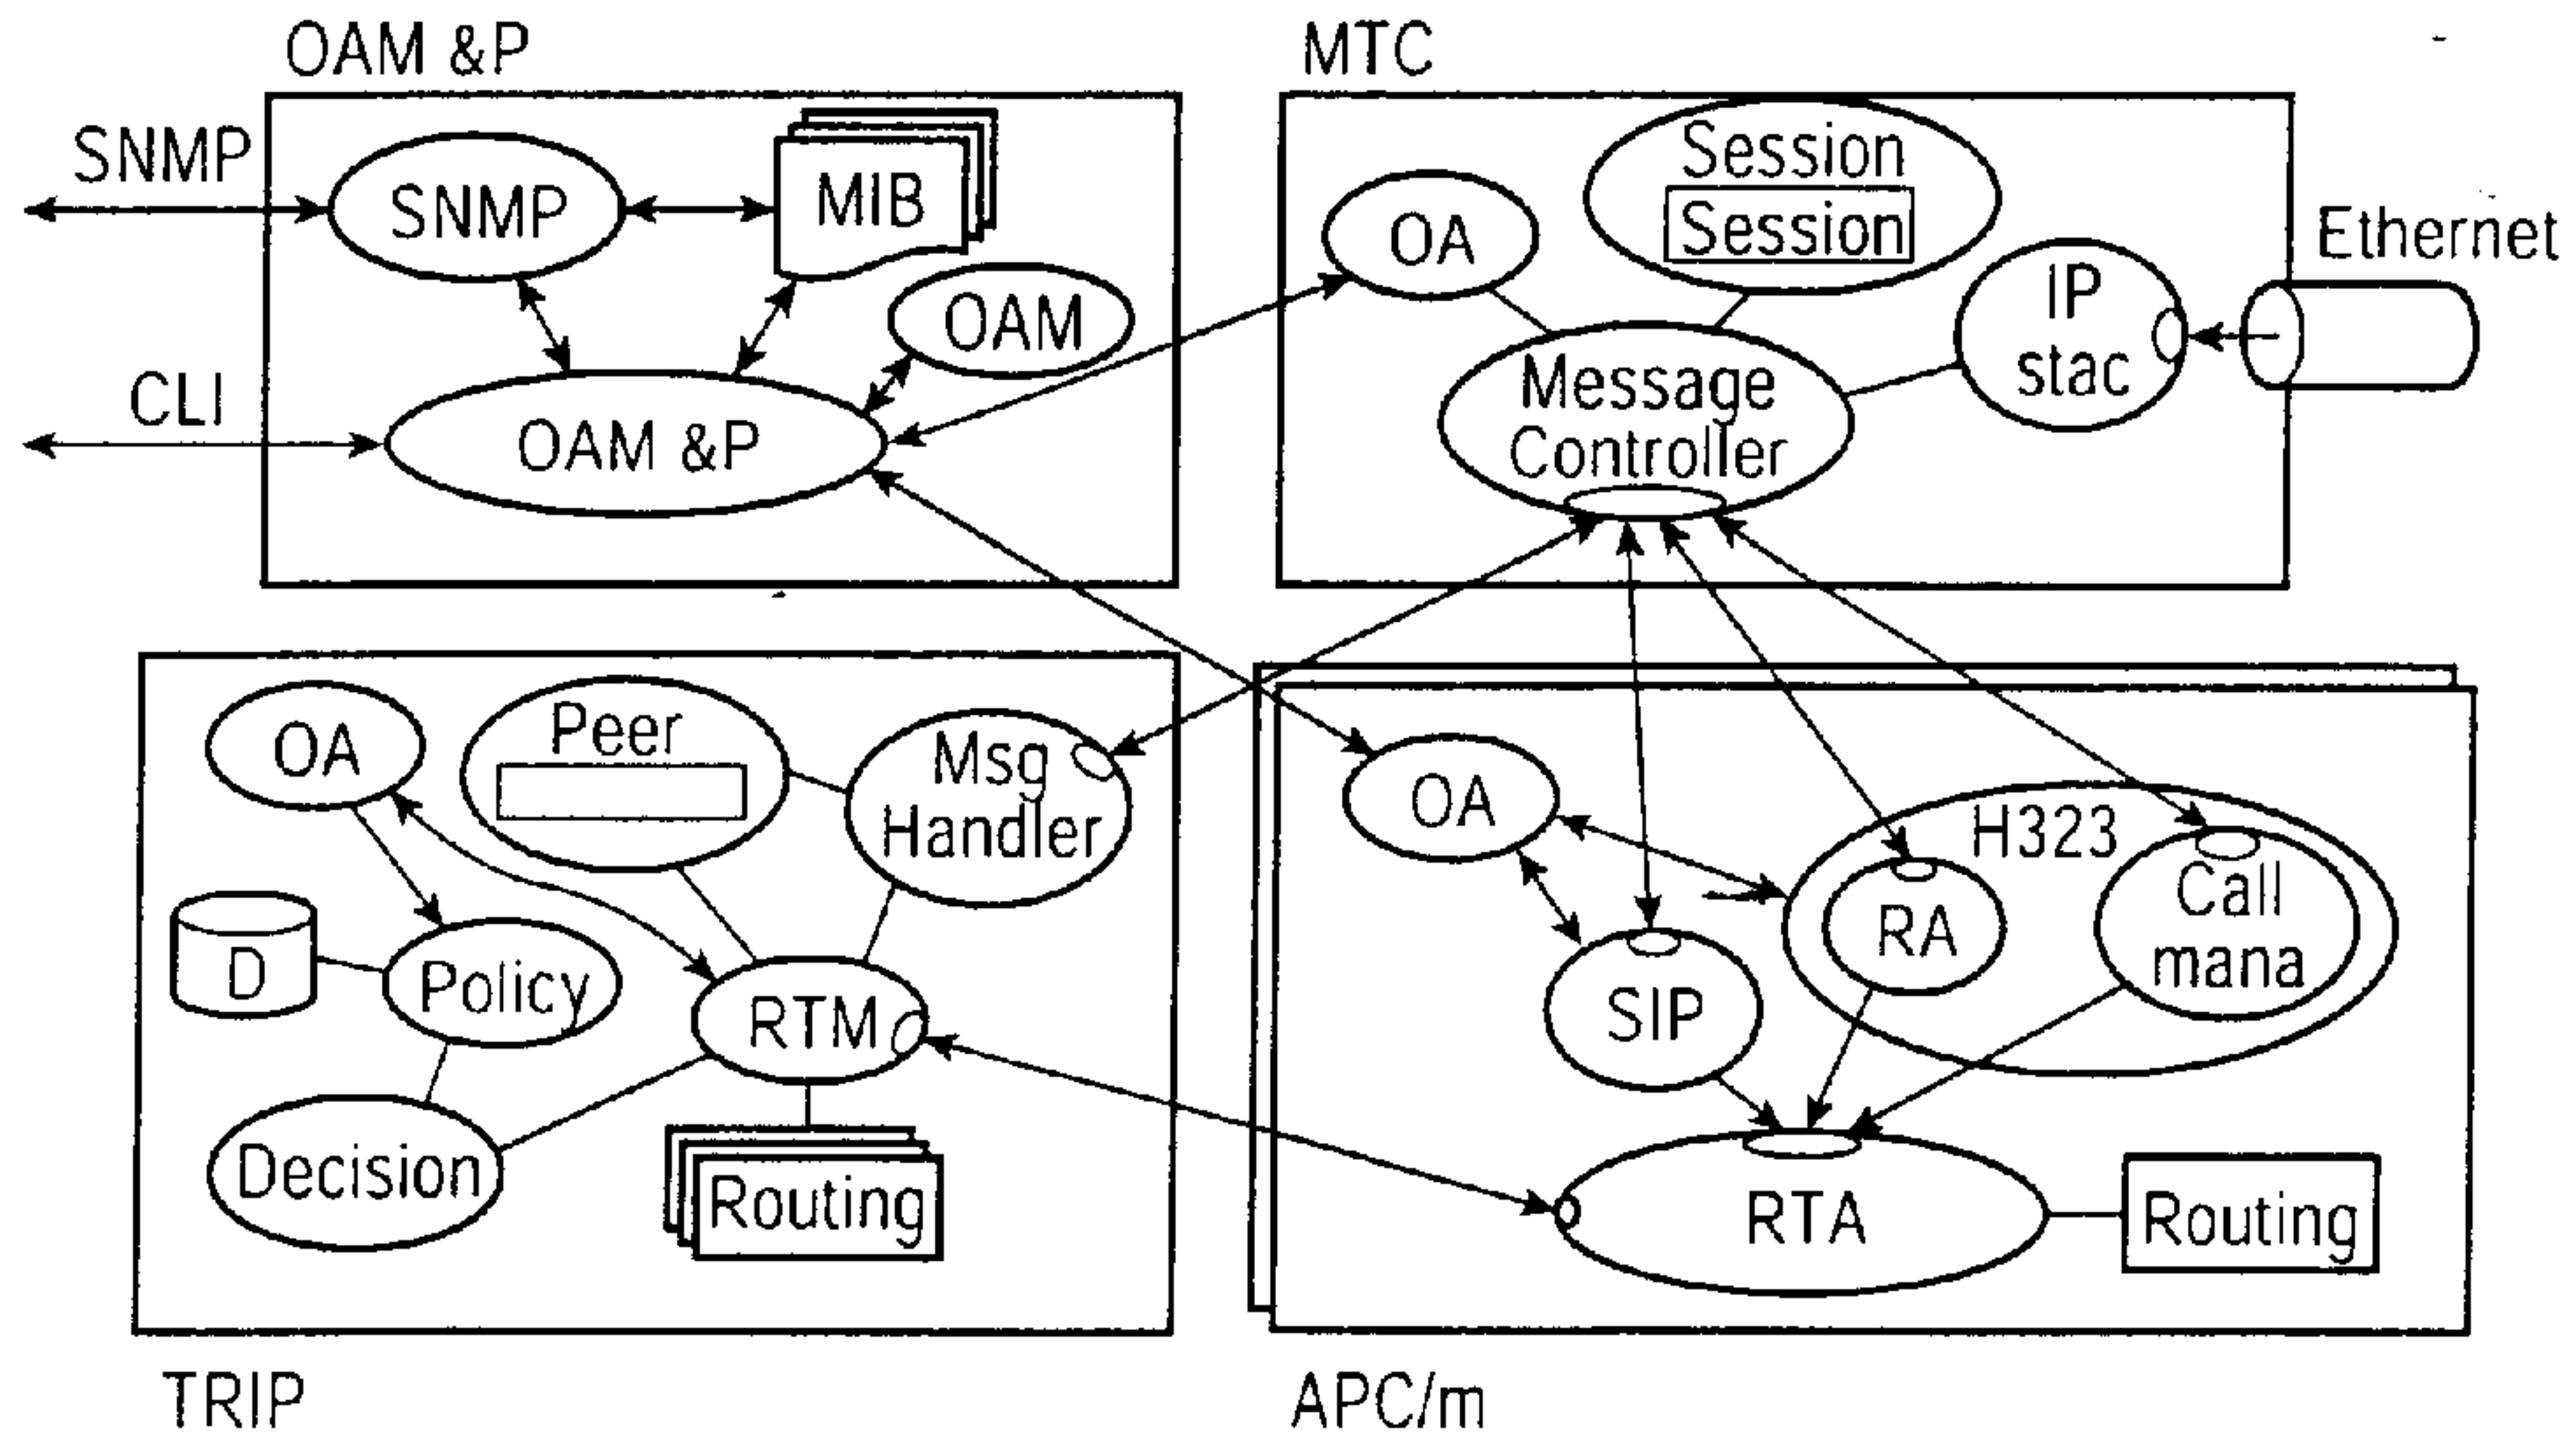 OAM &P
SNMP
SNMP
MIB
OAM
CLI
OAM &P
MTC
Session
Session
OA
IP
stac
Ethernet
Message
Controller
OA
Peer
Msg
Handler
D
Policy
RTM
Decision
Routing
TRIP
OA
H323
RA
Call
mana
SIP
RTA
Routing
APC/m